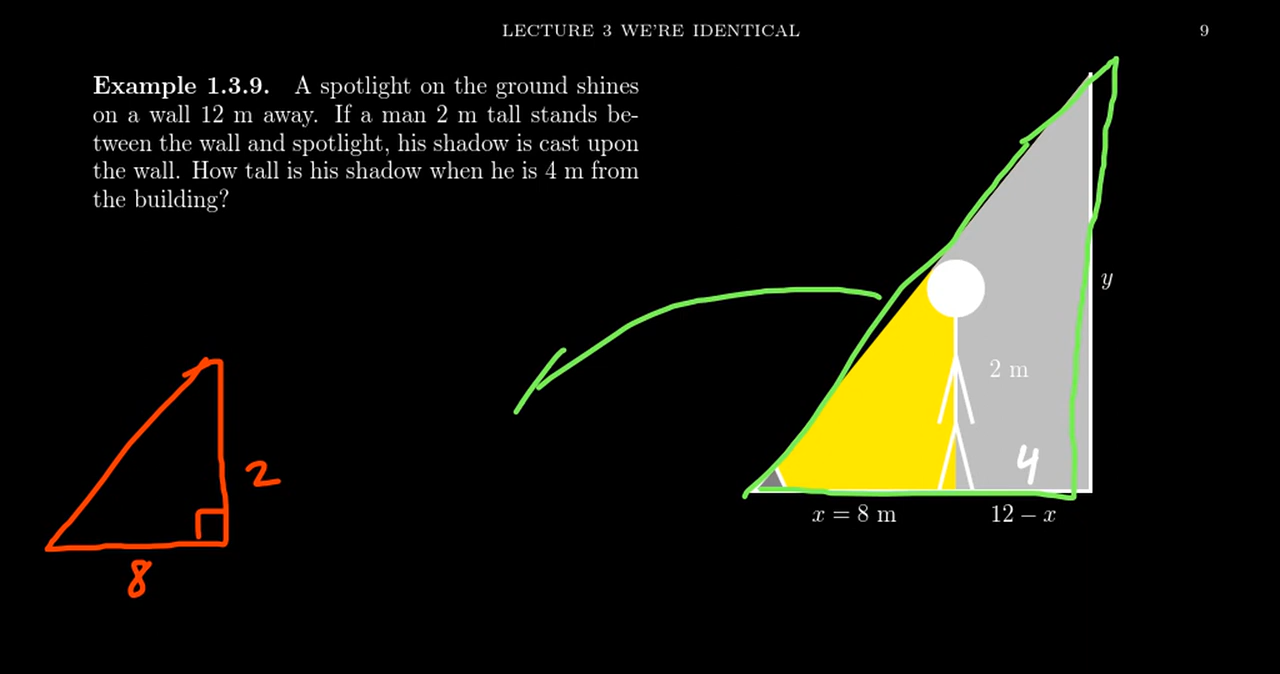 LECTURE 3 WE'RE IDENTICAL 9
Example 1.3.9. A spotlight on the ground shines
on a wall 12 m away. If a man 2 m tall stands be-
tween the wall and spotlight, his shadow is cast upon
the wall. How tall is his shadow when he is 4 m from
the building?
y
2 m
4
x = 8 m 12 − x
2
8